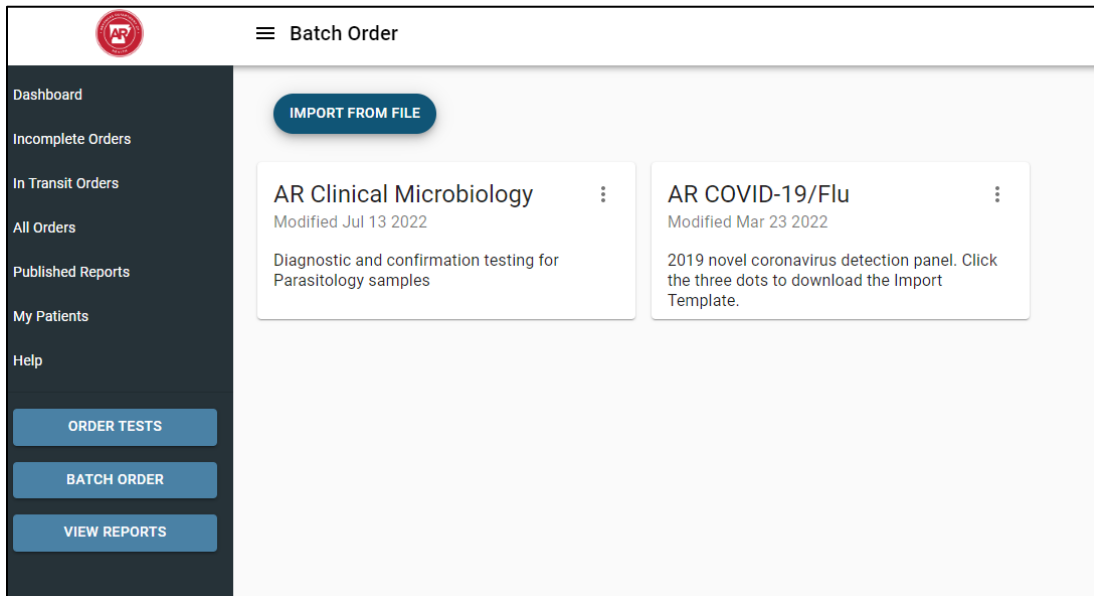 AR
Batch Order
Dashboard
Incomplete Orders
In Transit Orders
All Orders
Published Reports
My Patients
Help
ORDER TESTS
BATCH ORDER
VIEW REPORTS
IMPORT FROM FILE
AR Clinical Microbiology
Modified Jul 13 2022
Diagnostic and confirmation testing for
Parasitology samples
AR COVID-19/Flu
Modified Mar 23 2022
2019 novel coronavirus detection panel. Click
the three dots to download the Import
Template.